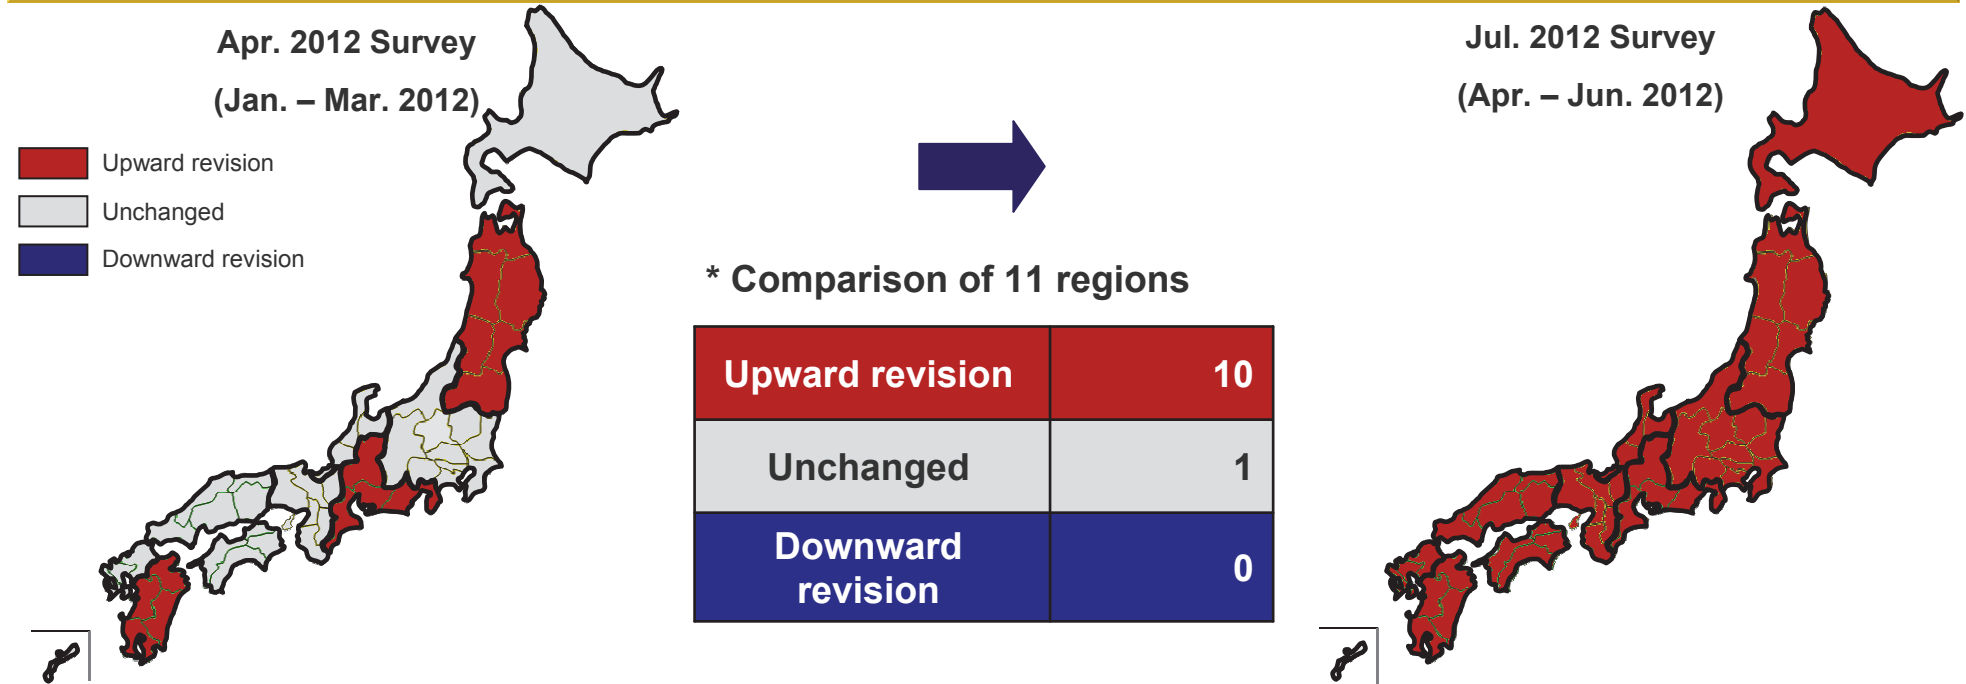 Apr. 2012 Survey
(Jan. – Mar. 2012)
Upward revision
Unchanged
Downward revision
* Comparison of 11 regions
Upward revision 10
Unchanged 1
Downward
revision 0
Jul. 2012 Survey
(Apr. – Jun. 2012)